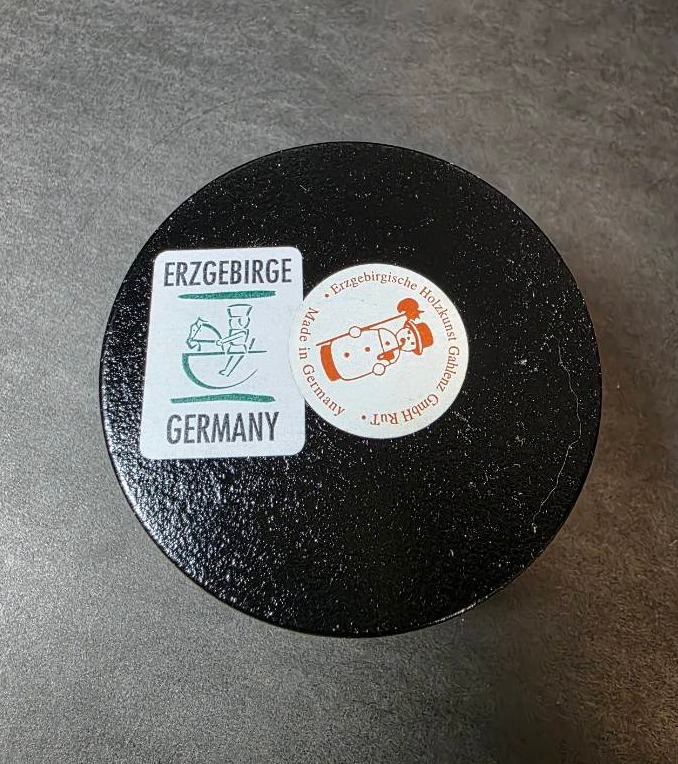 ERZGEBIRGE
GERMANY
• Erzgebirgische Holzkunst Gahlenz GmbH RuT •
Made in Germany